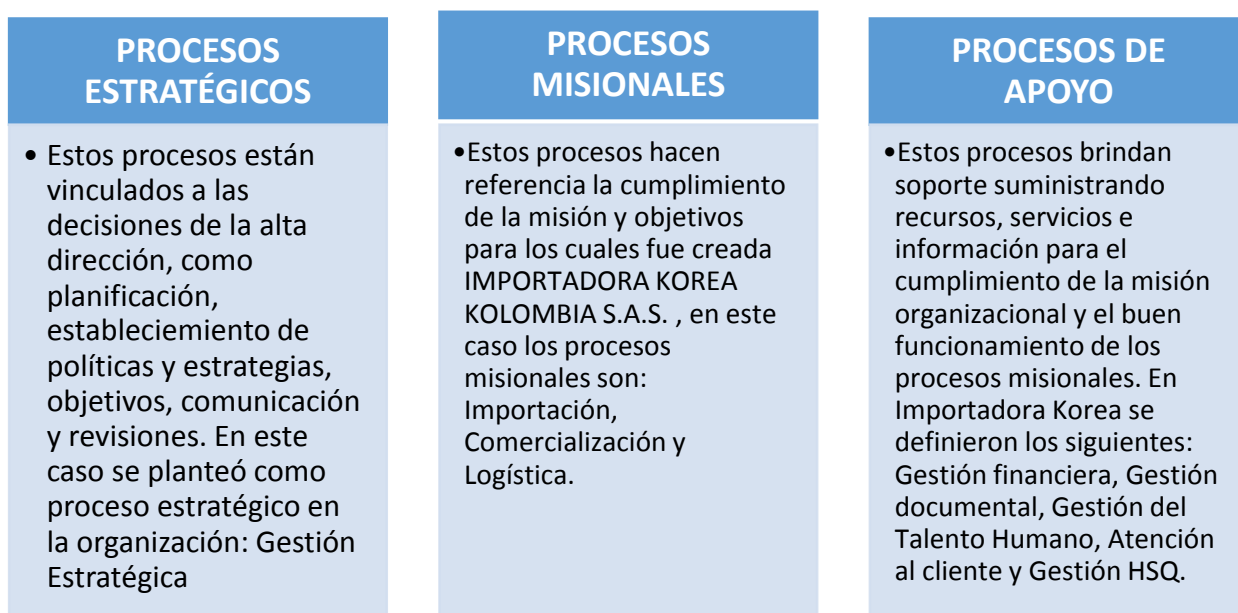 PROCESOS
ESTRATÉGICOS
• Estos procesos están
vinculados a las
decisiones de la alta
dirección, como
planificación,
estableciemiento de
políticas y estrategias,
objetivos, comunicación
y revisiones. En este
caso se planteó como
proceso estratégico en
la organización: Gestión
Estratégica
PROCESOS
MISIONALES
•Estos procesos hacen
referencia la cumplimiento
de la misión y objetivos
para los cuales fue creada
IMPORTADORA KOREA
KOLOMBIA S.A.S. , en este
caso los procesos
misionales son:
Importación,
Comercialización y
Logística.
PROCESOS DE
APOYO
•Estos procesos brindan
soporte suministrando
recursos, servicios e
información para el
cumplimiento de la misión
organizacional y el buen
funcionamiento de los
procesos misionales. En
Importadora Korea se
definieron los siguientes:
Gestión financiera, Gestión
documental, Gestión del
Talento Humano, Atención
al cliente y Gestión HSQ.